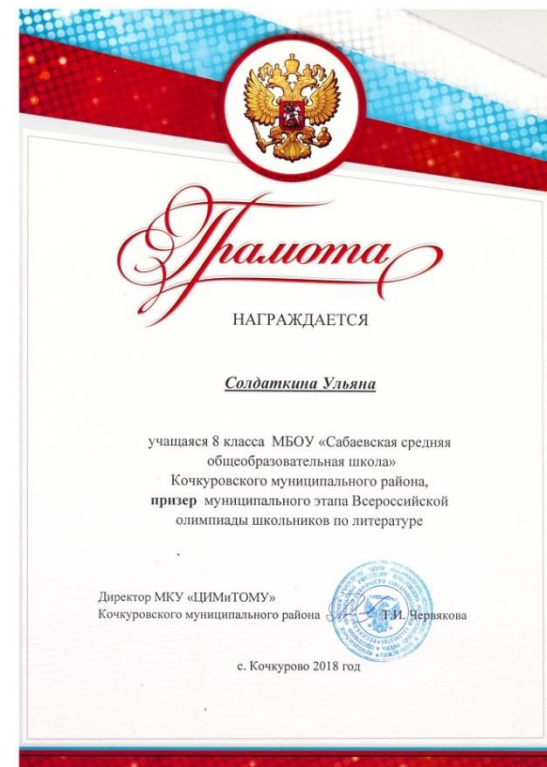 Грамота
НАГРАЖДАЕТСЯ
Солдаткина Ульяна
учащаяся 8 класса МБОУ «Сабаевская средняя
общеобразовательная школа»
Кочкуровского муниципального района,
призер муниципального этапа Всероссийской
олимпиады школьников по литературе
Директор МКУ «ЦИМиТОМУ»
Кочкуровского муниципального района Т.И. Червякова
с. Кочкурово 2018 год